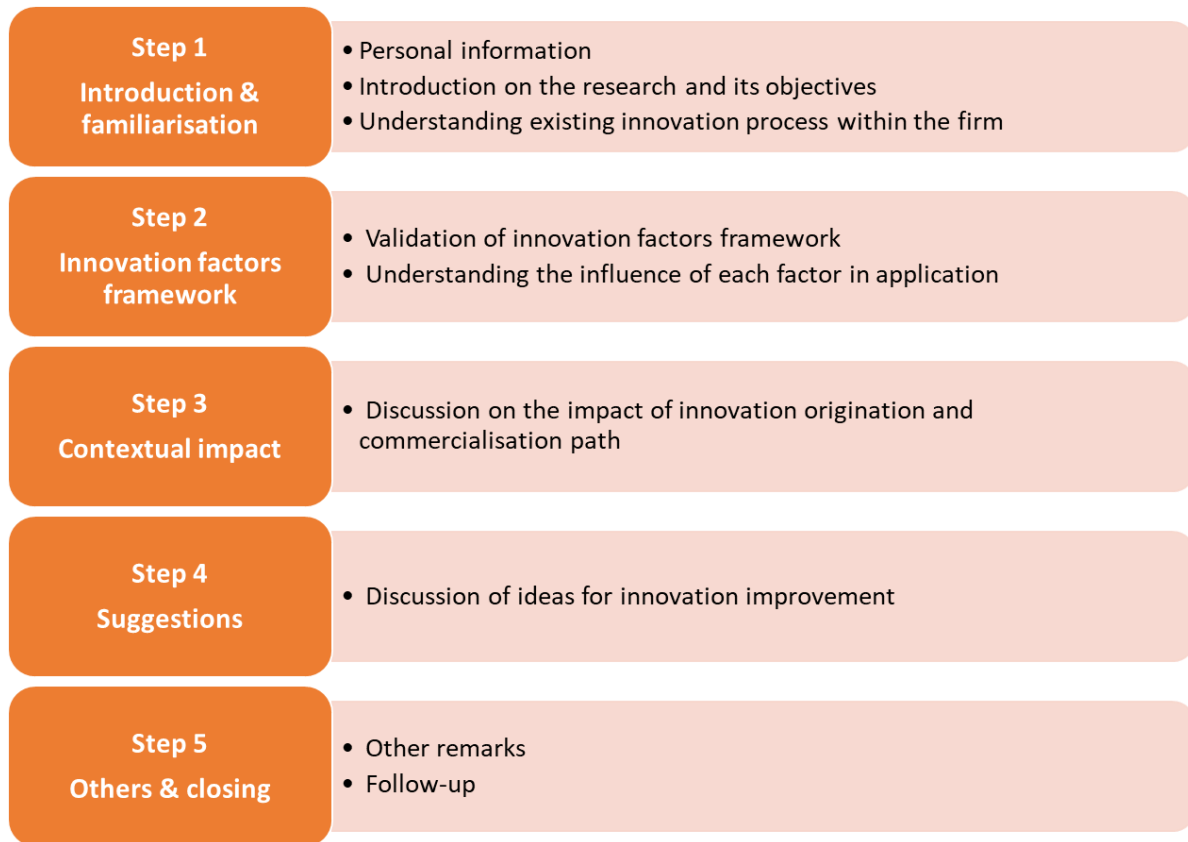 Step 1
Introduction &
familiarisation
• Personal information
• Introduction on the research and its objectives
• Understanding existing innovation process within the firm
Step 2
Innovation factors
framework
• Validation of innovation factors framework
• Understanding the influence of each factor in application
Step 3
Contextual impact
• Discussion on the impact of innovation origination and
commercialisation path
Step 4
Suggestions
• Discussion of ideas for innovation improvement
Step 5
Others & closing
• Other remarks
• Follow-up